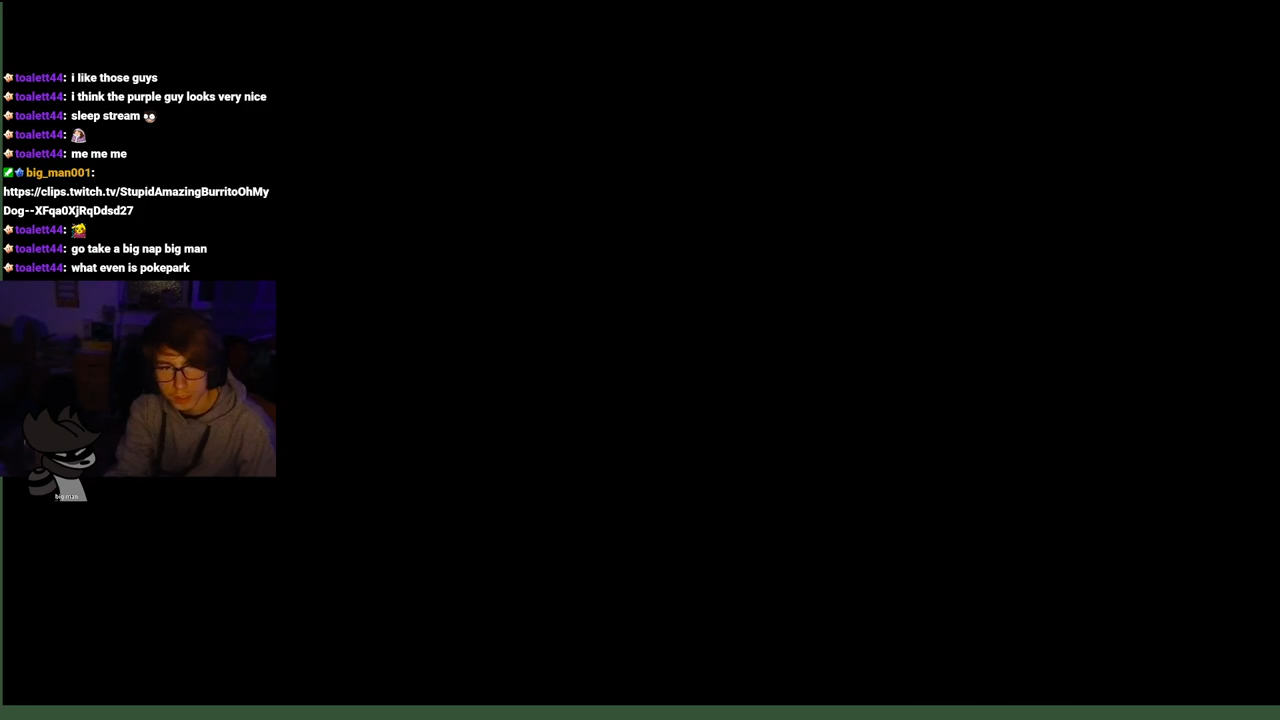 toalett44: i like those guys
toalett44: i think the purple guy looks very nice
toalett44: sleep stream
toalett44:
toalett44: me me me
big_man001:
https://clips.twitch.tv/StupidAmazingBurritoOhMy
Dog--XFqa0XjRqDdsd27
toalett44:
toalett44: go take a big nap big man
toalett44: what even is pokepark
big man